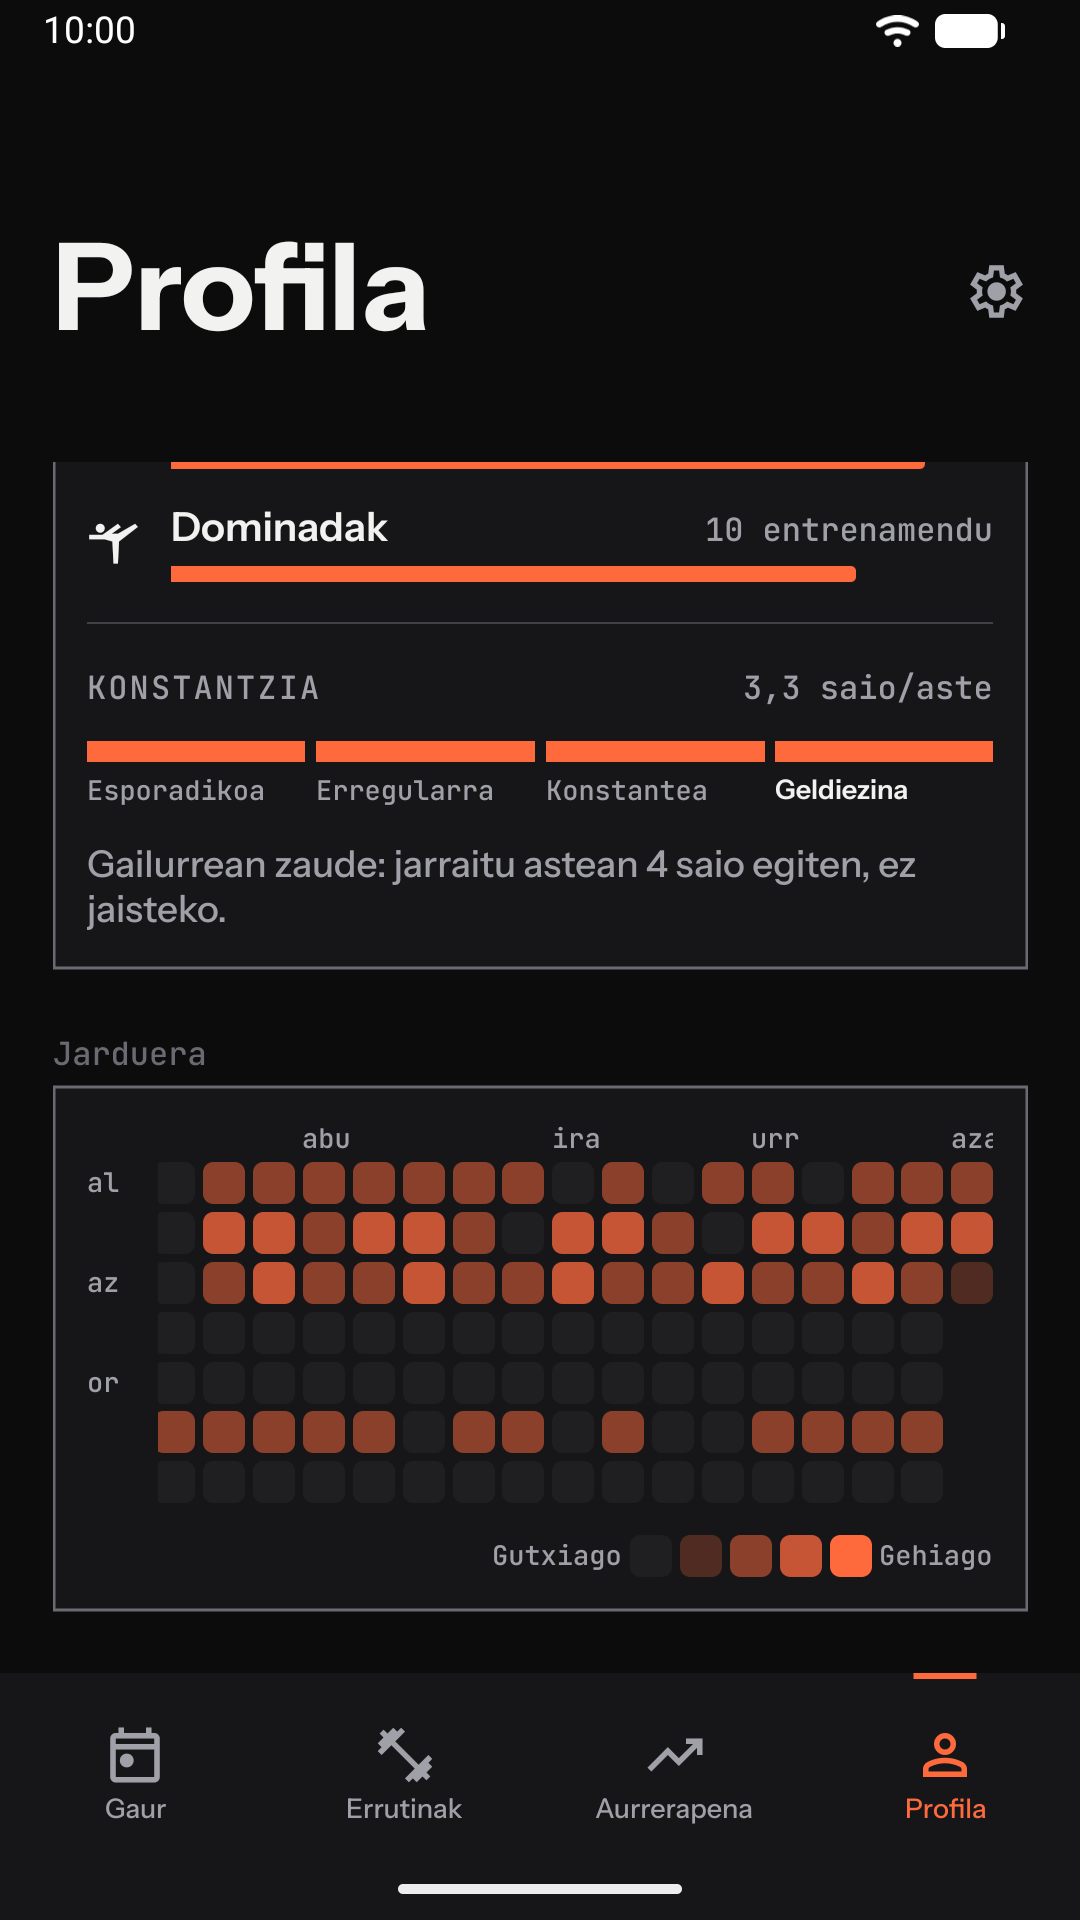 10:00
Profila
Dominadak
10 entrenamendu
KONSTANTZIA
3,3 saio/aste
Esporadikoa
Erregularra
Konstantea
Geldiezina
Gailurrean zaude: jarraitu astean 4 saio egiten, ez
jaisteko.
Jarduera
abu
ira
urr
aza
al
az
or
Gutxiago
Gehiago
Gaur
Errutinak
Aurrerapena
Profila